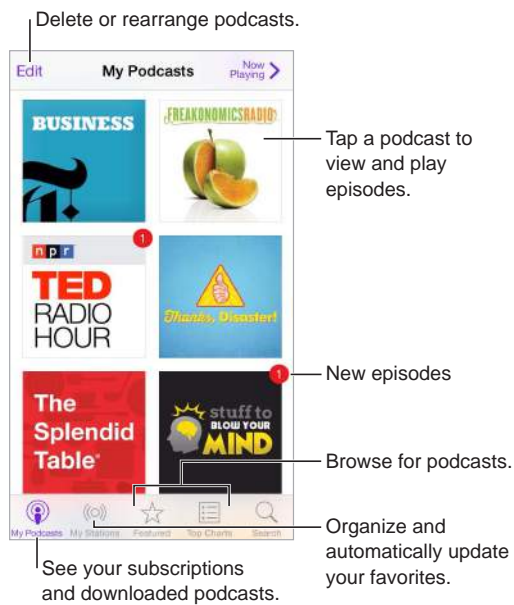 Delete or rearrange podcasts.
Edit
My Podcasts
Now
Playing
BUSINESS
FREAKONOMICSRADIO
Tap a podcast to
view and play
episodes.
npr
1
TED
RADIO
HOUR
Thanks, Disaster!
1
New episodes
The
Splendid
Table
stuff to
BLOW YOUR
MIND
Browse for podcasts.
My Podcasts
My Stations
Featured
Top Charts
Search
Organize and
automatically update
your favorites.
See your subscriptions
and downloaded podcasts.